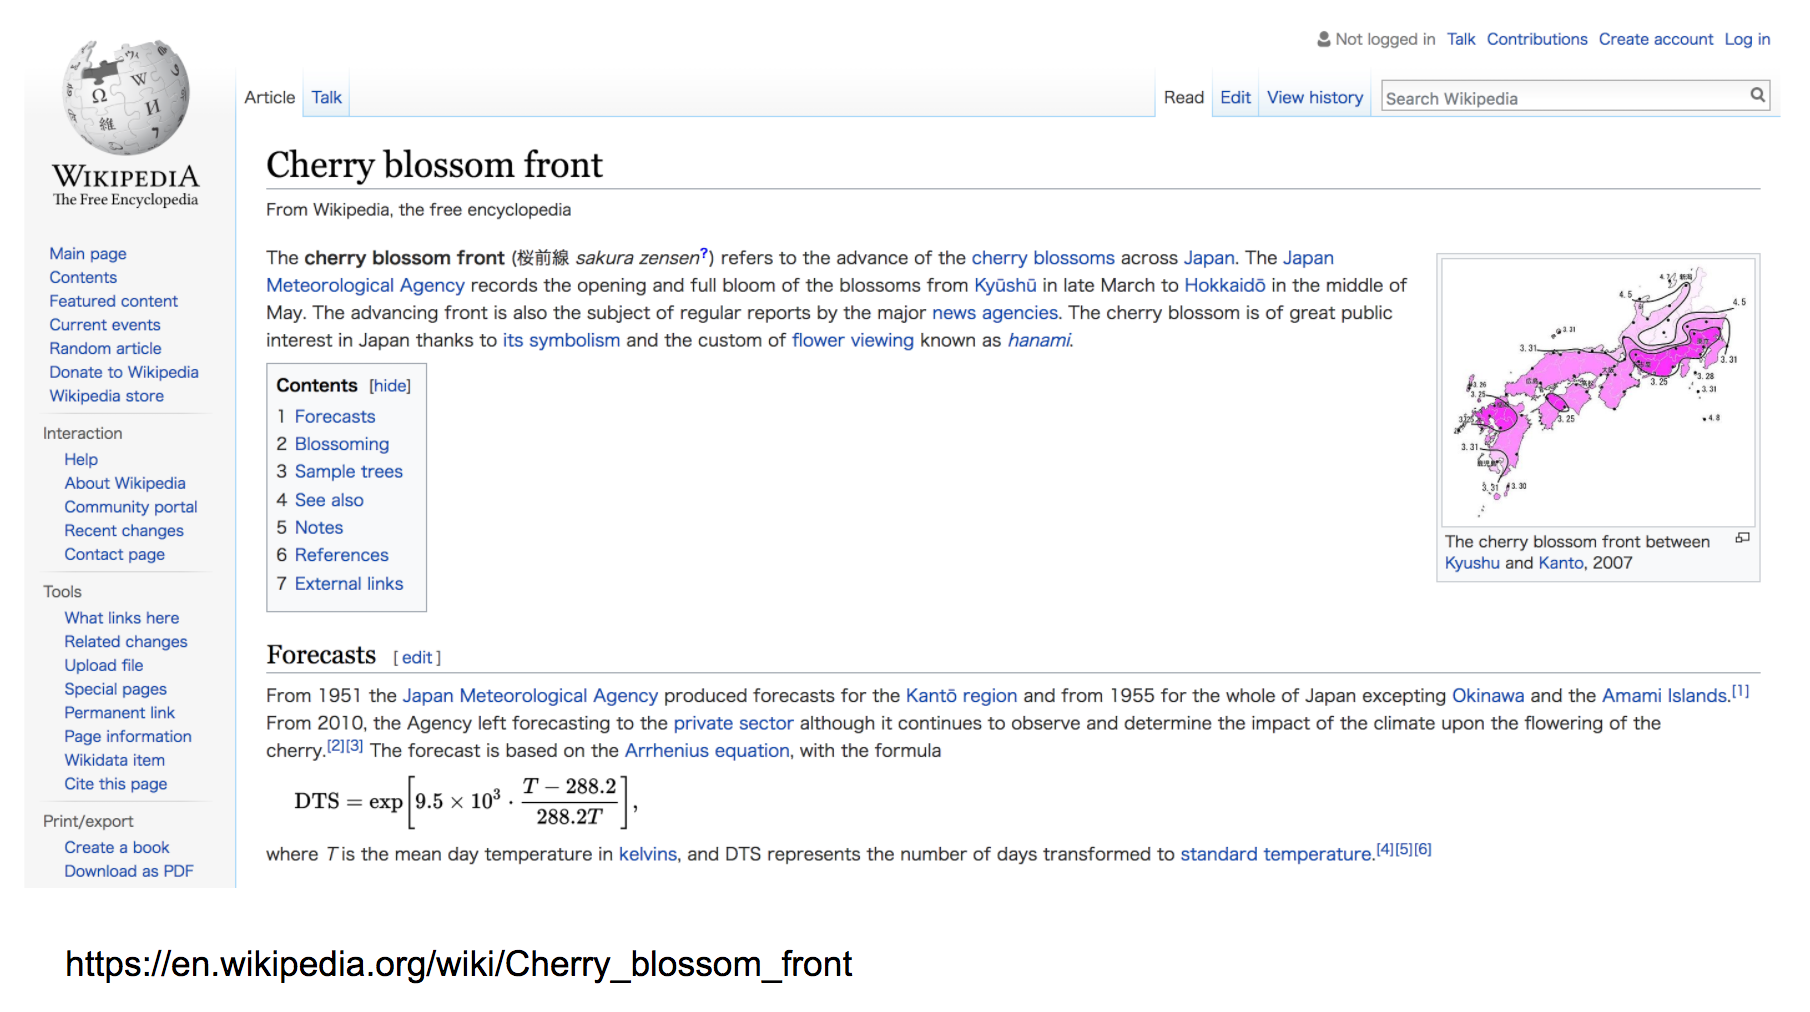 Not logged in Talk Contributions Create account Log in
Article Talk Read Edit View history Search Wikipedia
WIKIPEDIA
The Free Encyclopedia
Main page
Contents
Featured content
Current events
Random article
Donate to Wikipedia
Wikipedia store
Interaction
Help
About Wikipedia
Community portal
Recent changes
Contact page
Tools
What links here
Related changes
Upload file
Special pages
Permanent link
Page information
Wikidata item
Cite this page
Print/export
Create a book
Download as PDF
Cherry blossom front
From Wikipedia, the free encyclopedia
The cherry blossom front (桜前線 sakura zensen?) refers to the advance of the cherry blossoms across Japan. The Japan
Meteorological Agency records the opening and full bloom of the blossoms from Kyūshū in late March to Hokkaidō in the middle of
May. The advancing front is also the subject of regular reports by the major news agencies. The cherry blossom is of great public
interest in Japan thanks to its symbolism and the custom of flower viewing known as hanami.
Contents [hide]
1 Forecasts
2 Blossoming
3 Sample trees
4 See also
5 Notes
6 References
7 External links
4.5
4.5
3.31
3.31
3.31
3.25
3.28
3.31
4.8
3.26
3.25
3.25
3.31
3.31
3.30
The cherry blossom front between
Kyushu and Kanto, 2007
Forecasts [ edit ]
From 1951 the Japan Meteorological Agency produced forecasts for the Kantō region and from 1955 for the whole of Japan excepting Okinawa and the Amami Islands.[1]
From 2010, the Agency left forecasting to the private sector although it continues to observe and determine the impact of the climate upon the flowering of the
cherry.[2][3] The forecast is based on the Arrhenius equation, with the formula
DTS = exp[9.5 × 10³ · (T − 288.2)/(288.2T)],
where T is the mean day temperature in kelvins, and DTS represents the number of days transformed to standard temperature.[4][5][6]
https://en.wikipedia.org/wiki/Cherry_blossom_front